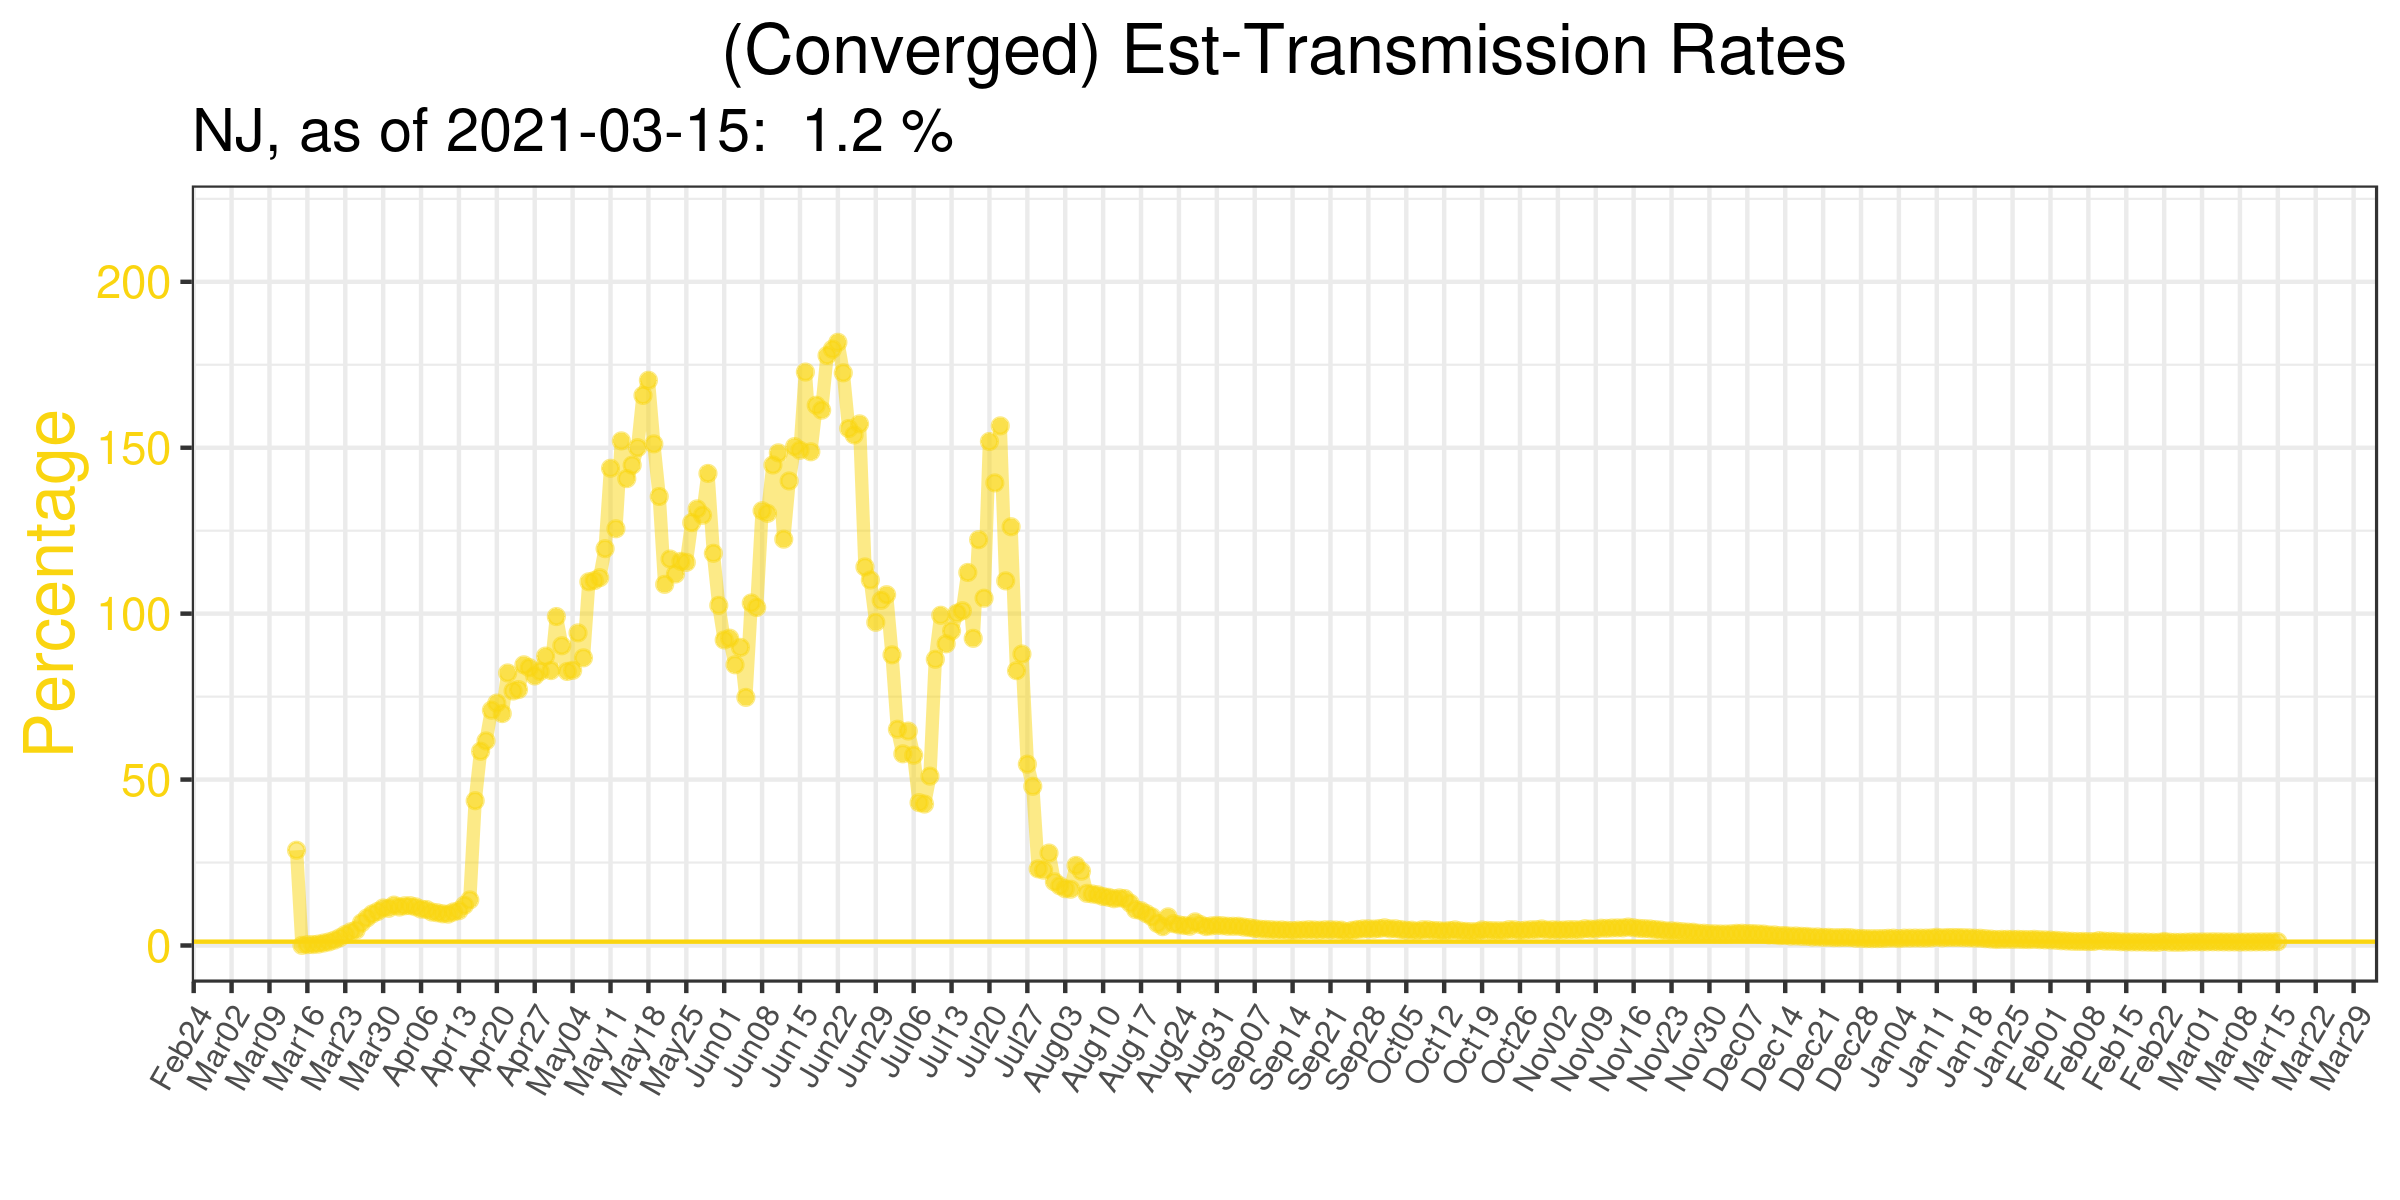 (Converged) Est-Transmission Rates
NJ, as of 2021-03-15:  1.2 %
Percentage
200
150
100
50
0
Feb24
Mar02
Mar09
Mar16
Mar23
Mar30
Apr06
Apr13
Apr20
Apr27
May04
May11
May18
May25
Jun01
Jun08
Jun15
Jun22
Jun29
Jul06
Jul13
Jul20
Jul27
Aug03
Aug10
Aug17
Aug24
Aug31
Sep07
Sep14
Sep21
Sep28
Oct05
Oct12
Oct19
Oct26
Nov02
Nov09
Nov16
Nov23
Nov30
Dec07
Dec14
Dec21
Dec28
Jan04
Jan11
Jan18
Jan25
Feb01
Feb08
Feb15
Feb22
Mar01
Mar08
Mar15
Mar22
Mar29